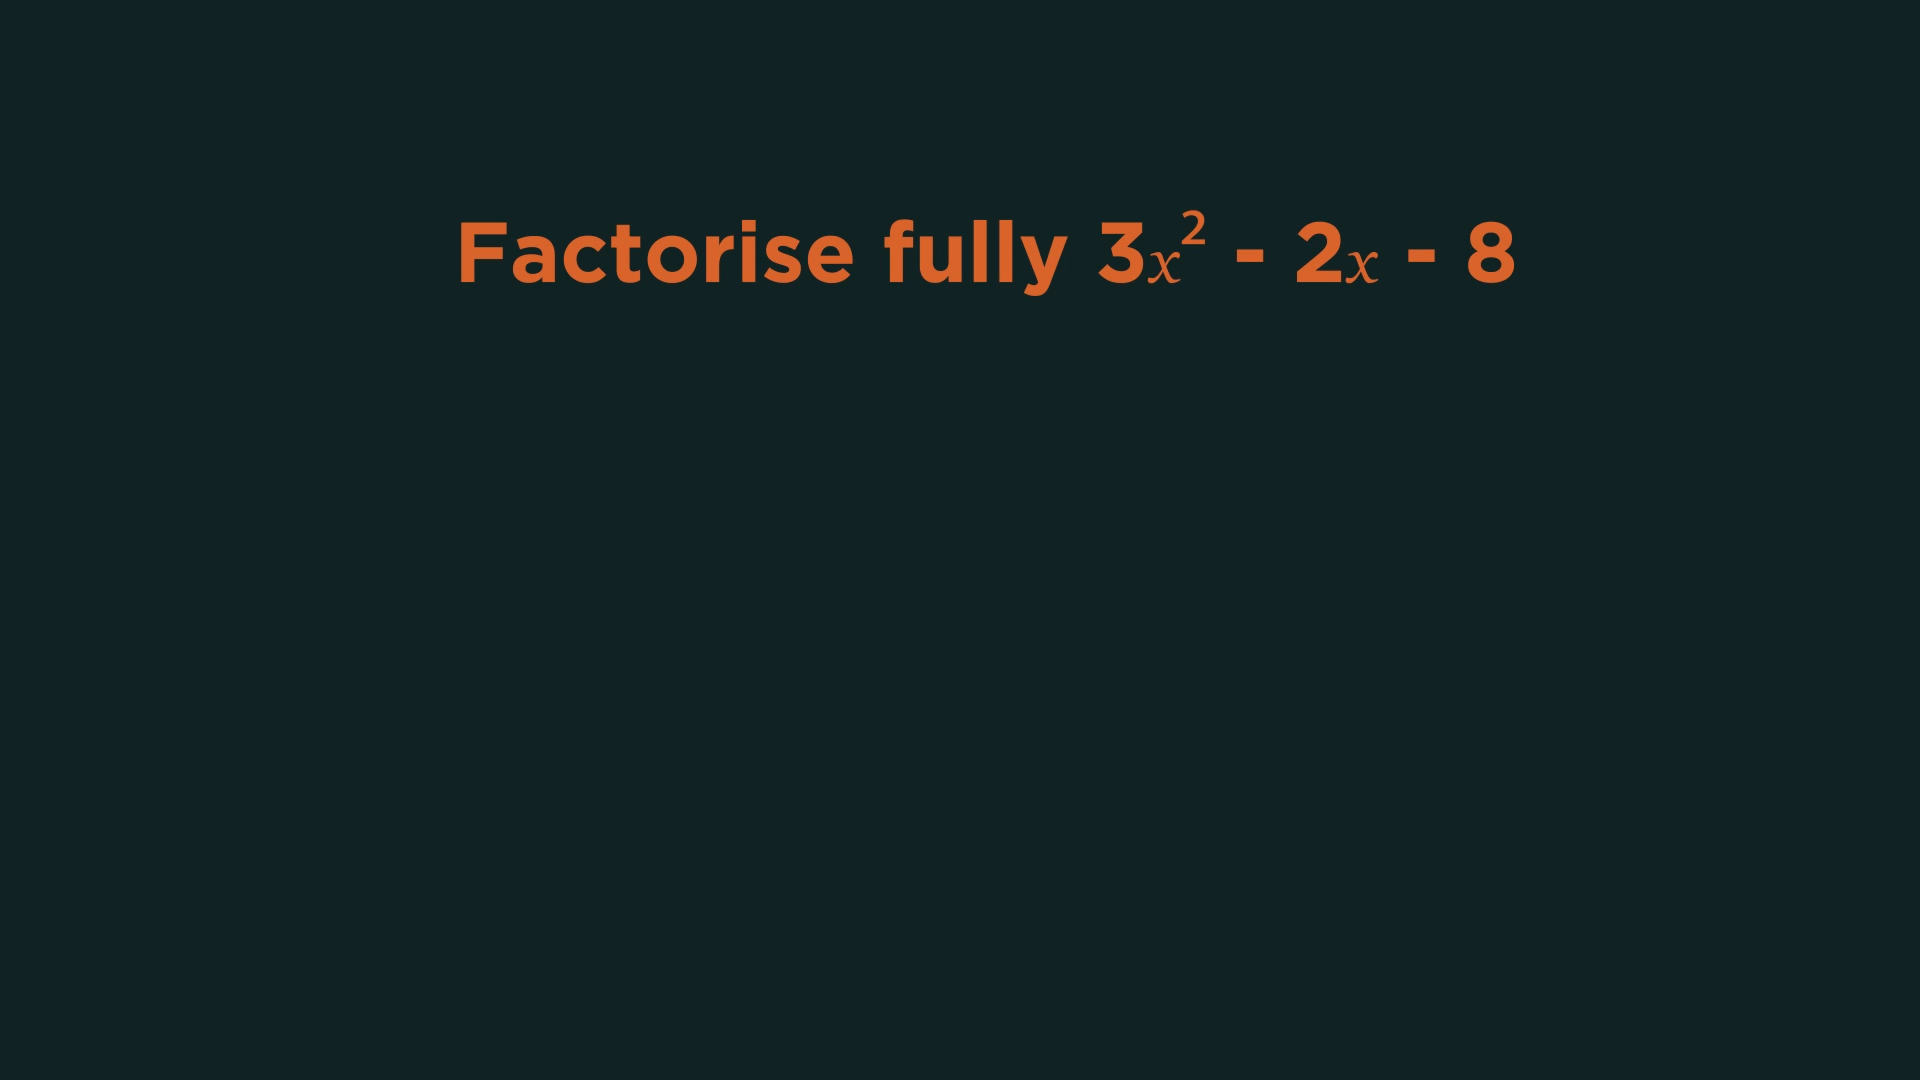 Factorise fully 3x² - 2x - 8